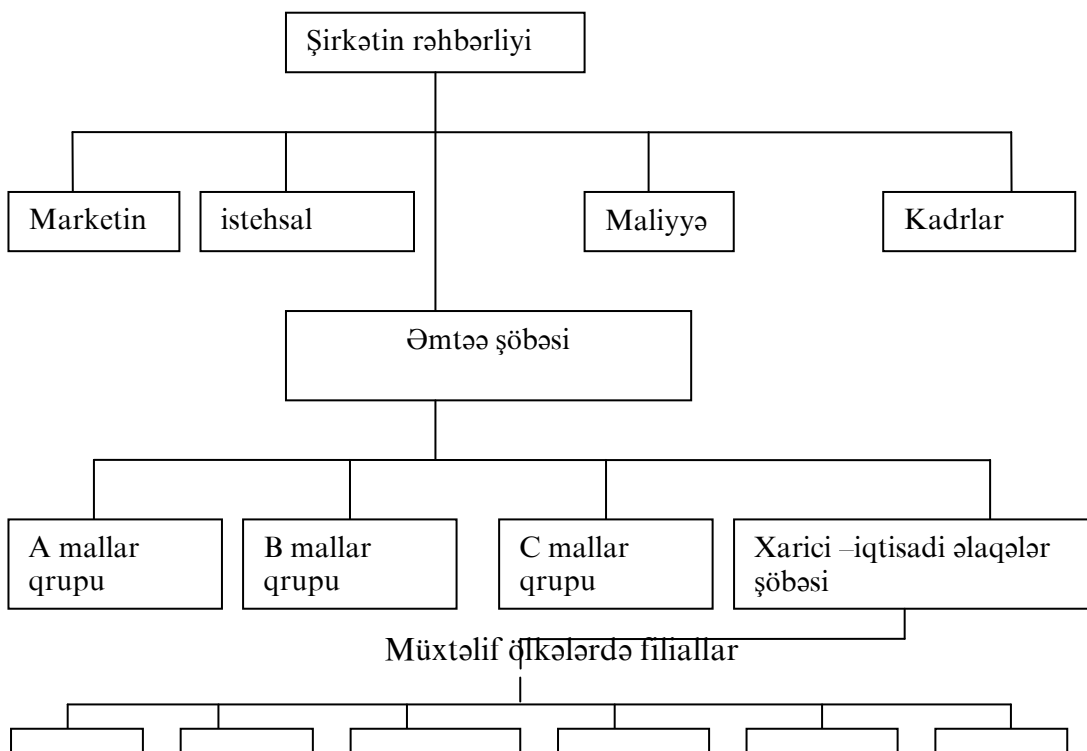 Şirkətin rəhbərliyi
Marketin
istehsal
Maliyyə
Kadrlar
Əmtəə şöbəsi
A mallar
qrupu
B mallar
qrupu
C mallar
qrupu
Xarici –iqtisadi əlaqələr
şöbəsi
Müxtəlif ölkələrdə filiallar